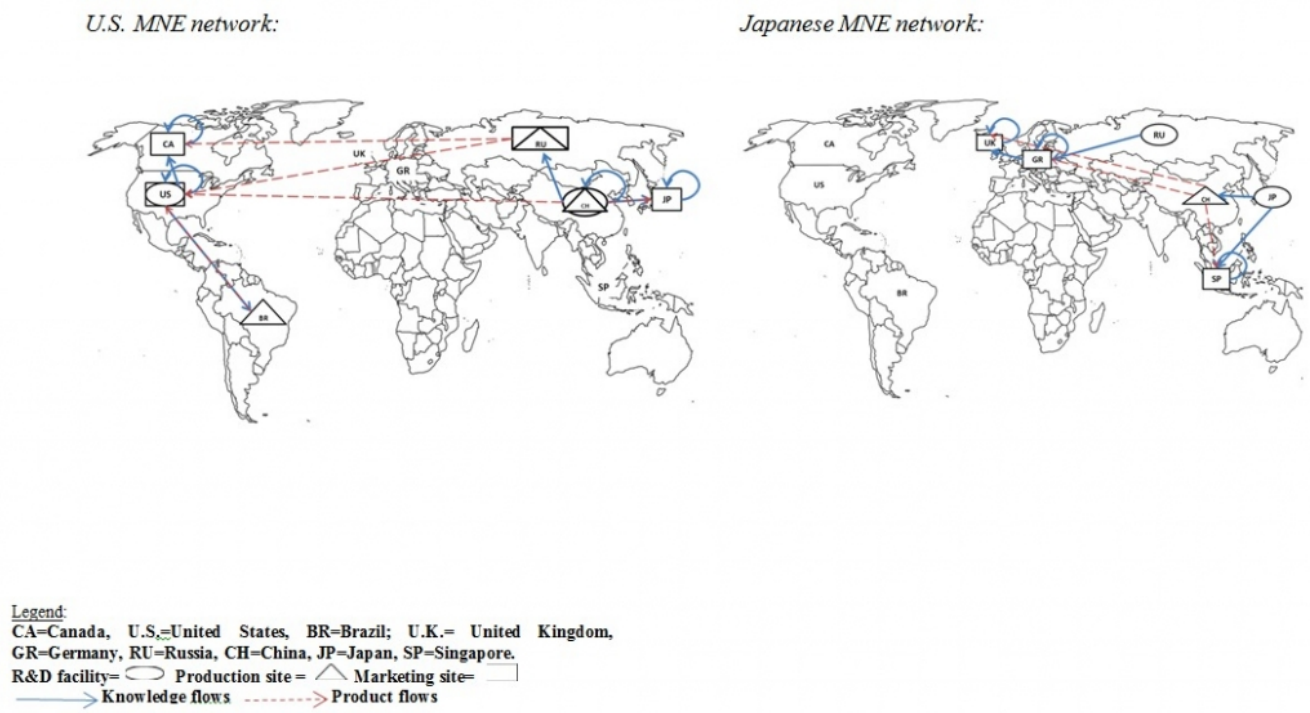 U.S. MNE network:
Japanese MNE network:
CA
US
UK
GR
RU
CH
JP
SP
BR
CA
US
BR
UK
GR
RU
CH
JP
SP
Legend:
CA=Canada, U.S.=United States, BR=Brazil; U.K.= United Kingdom,
GR=Germany, RU=Russia, CH=China, JP=Japan, SP=Singapore.
R&D facility= Production site = Marketing site=
Knowledge flows Product flows